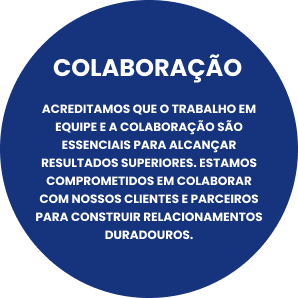 COLABORAÇÃO
ACREDITAMOS QUE O TRABALHO EM
EQUIPE E A COLABORAÇÃO SÃO
ESSENCIAIS PARA ALCANÇAR
RESULTADOS SUPERIORES. ESTAMOS
COMPROMETIDOS EM COLABORAR
COM NOSSOS CLIENTES E PARCEIROS
PARA CONSTRUIR RELACIONAMENTOS
DURADOUROS.